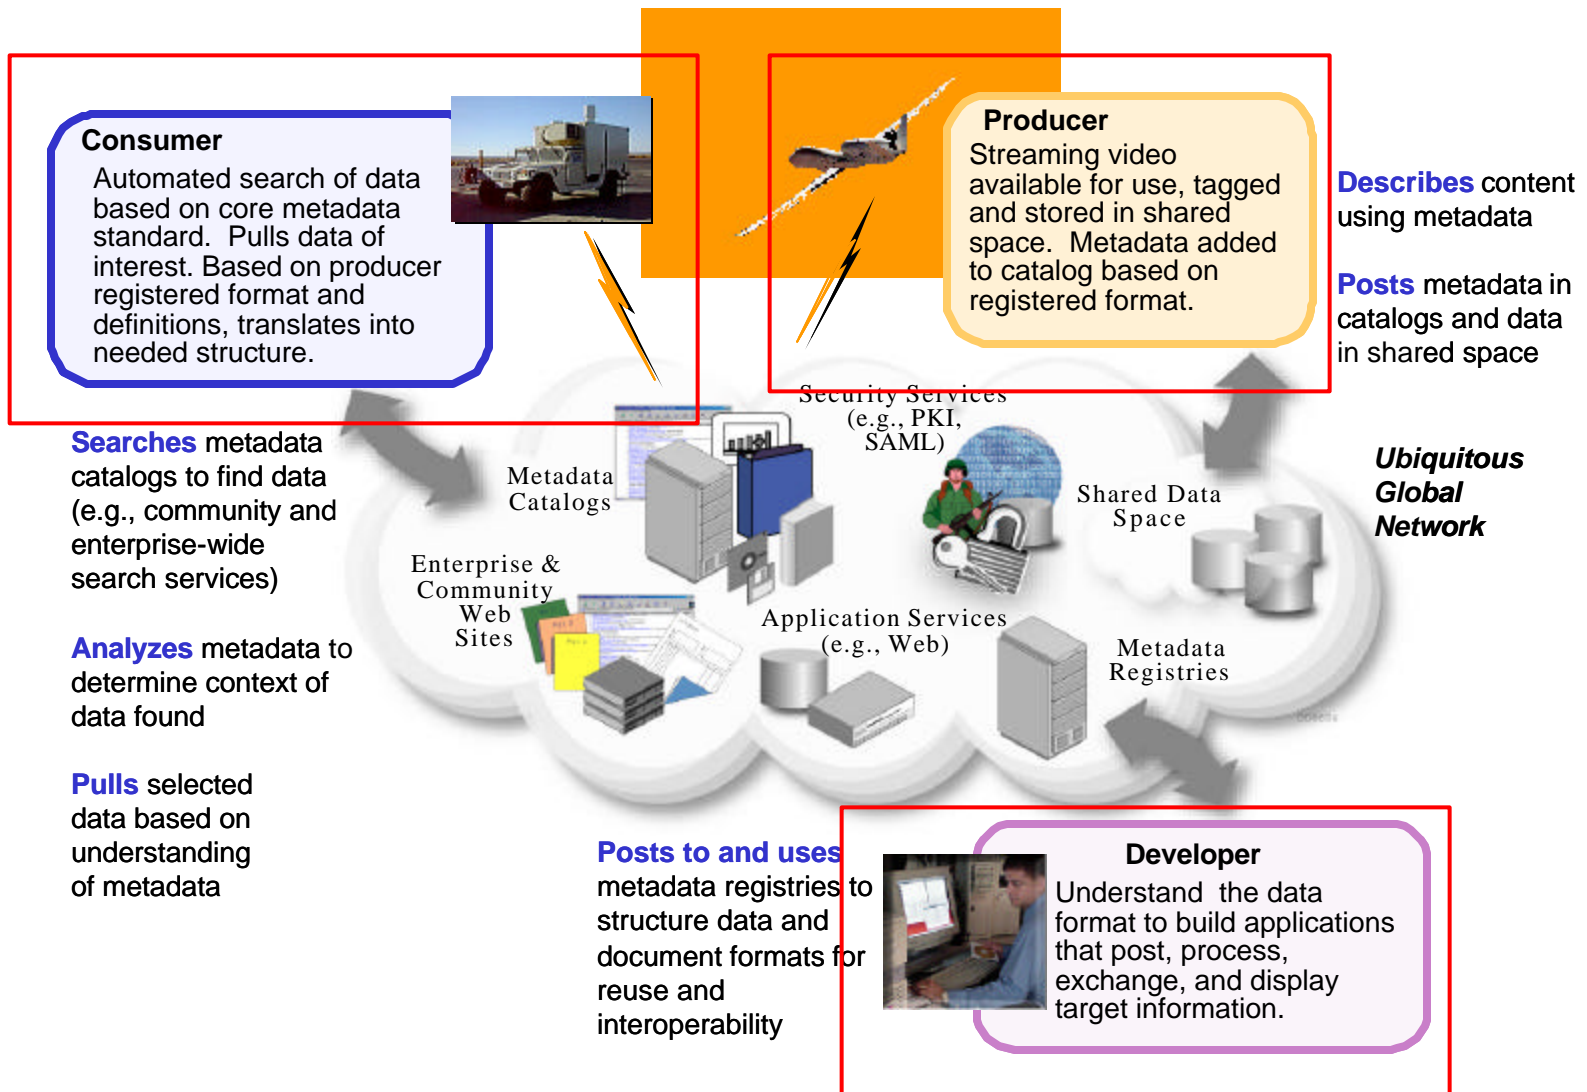 Consumer
Automated search of data
based on core metadata
standard.  Pulls data of
interest. Based on producer
registered format and
definitions, translates into
needed structure.
Producer
Streaming video
available for use, tagged
and stored in shared
space.  Metadata added
to catalog based on
registered format.
Describes content
using metadata
Posts metadata in
catalogs and data
in shared space
Searches metadata
catalogs to find data
(e.g., community and
enterprise-wide
search services)
Analyzes metadata to
determine context of
data found
Pulls selected
data based on
understanding
of metadata
Metadata
Catalogs
Security Services
(e.g., PKI,
SAML)
Shared Data
Space
Ubiquitous
Global
Network
Enterprise &
Community
Web
Sites
Application Services
(e.g., Web)
Metadata
Registries
Posts to and uses
metadata registries to
structure data and
document formats for
reuse and
interoperability
Developer
Understand  the data
format to build applications
that post, process,
exchange, and display
target information.